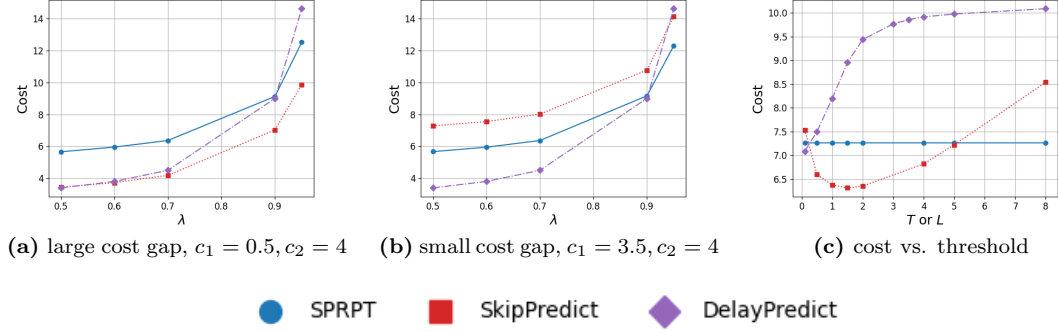 14
12
10
8
6
4
Cost
0.5 0.6 0.7 0.8 0.9
λ
(a) large cost gap, c₁ = 0.5, c₂ = 4
14
12
10
8
6
4
Cost
0.5 0.6 0.7 0.8 0.9
λ
(b) small cost gap, c₁ = 3.5, c₂ = 4
10.0
9.5
9.0
8.5
8.0
7.5
7.0
6.5
Cost
0 1 2 3 4 5 6 7 8
T or L
(c) cost vs. threshold
SPRPT SkipPredict DelayPredict